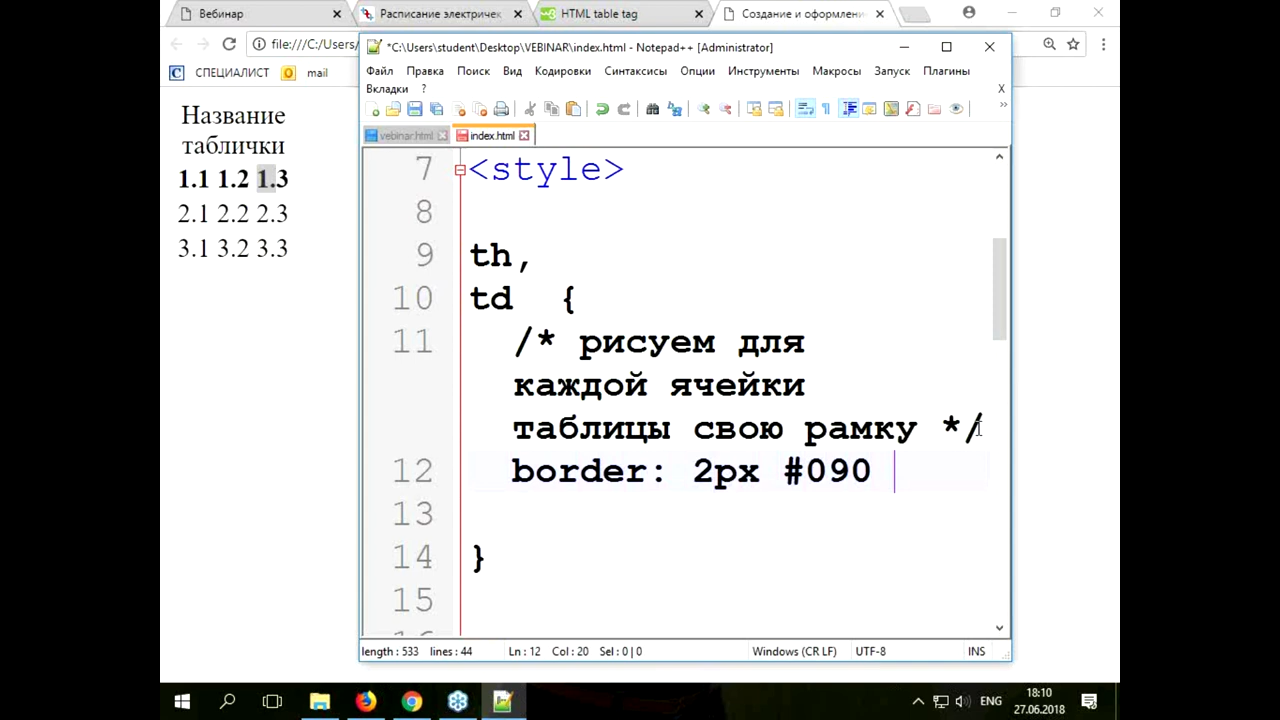 Вебинар
Расписание электричек
HTML table tag
Создание и оформлени
file:///C:/Users/
СПЕЦИАЛИСТ
mail
Название
таблички
1.1 1.2 1.3
2.1 2.2 2.3
3.1 3.2 3.3
*C:\Users\student\Desktop\VEBINAR\index.html - Notepad++ [Administrator]
Файл Правка Поиск Вид Кодировки Синтаксисы Опции Инструменты Макросы Запуск Плагины
Вкладки ? X
vebinar.html index.html
7 <style>
8
9 th,
10 td {
11 /* рисуем для
каждой ячейки
таблицы свою рамку */
12 border: 2px #090
13
14 }
15
length : 533 lines : 44 Ln : 12 Col : 20 Sel : 0 | 0 Windows (CR LF) UTF-8 INS
ENG
18:10
27.06.2018